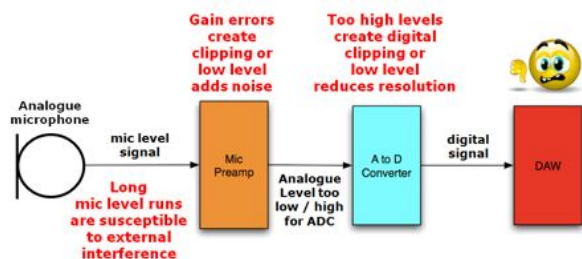 Gain errors
create
clipping or
low level
adds noise
Too high levels
create digital
clipping or
low level
reduces resolution
Analogue
microphone
mic level
signal
Mic
Preamp
A to D
Converter
digital
signal
DAW
Long
mic level runs
are susceptible
to external
interference
Analogue
Level too
low / high
for ADC